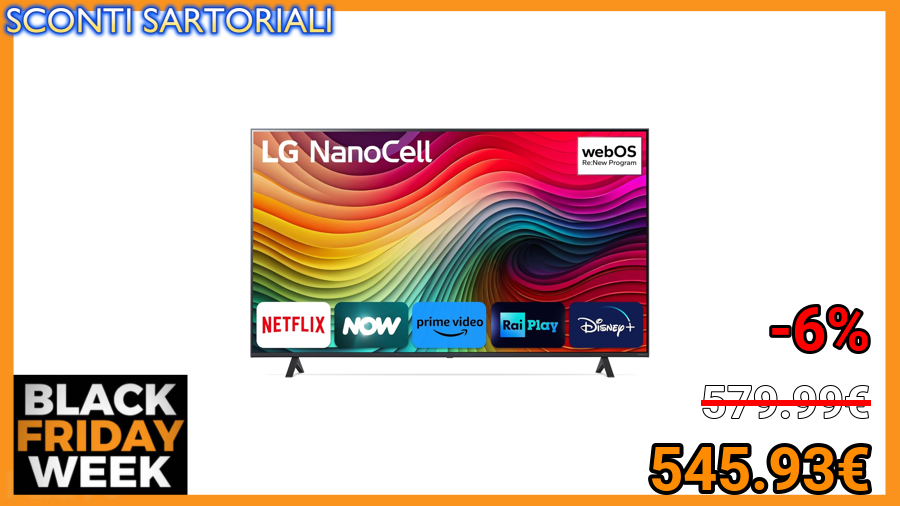 SCONTI SARTORIALI
LG NanoCell
webOS
Re:New Program
NETFLIX
NOW
prime video
Rai Play
Disney+
-6%
579.99€
545.93€
BLACK
FRIDAY
WEEK